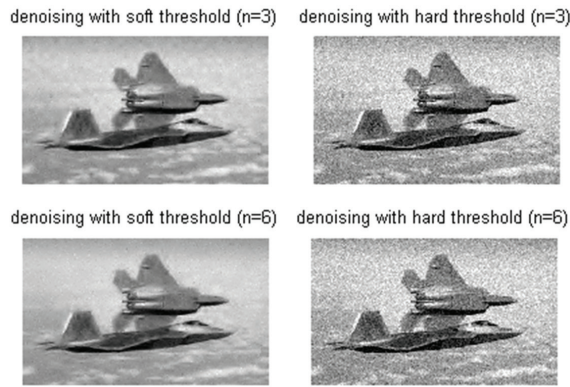 denoising with soft threshold (n=3)
denoising with hard threshold (n=3)
denoising with soft threshold (n=6)
denoising with hard threshold (n=6)